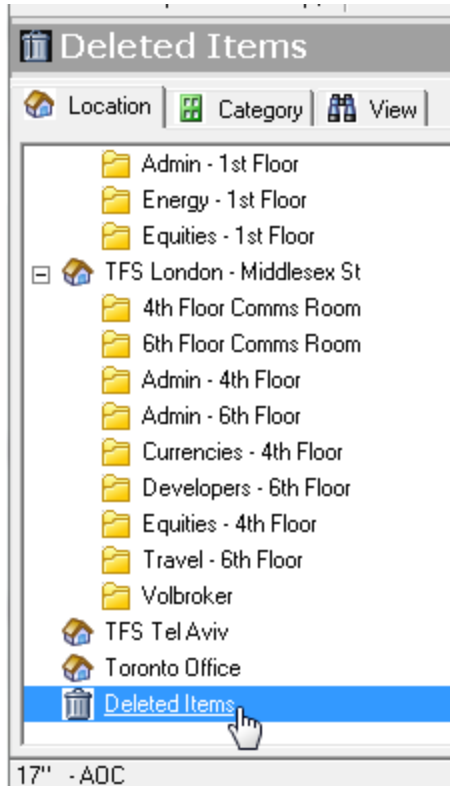 Deleted Items
Location Category View
Admin - 1st Floor
Energy - 1st Floor
Equities - 1st Floor
TFS London - Middlesex St
4th Floor Comms Room
6th Floor Comms Room
Admin - 4th Floor
Admin - 6th Floor
Currencies - 4th Floor
Developers - 6th Floor
Equities - 4th Floor
Travel - 6th Floor
Volbroker
TFS Tel Aviv
Toronto Office
Deleted Items
17" - AOC